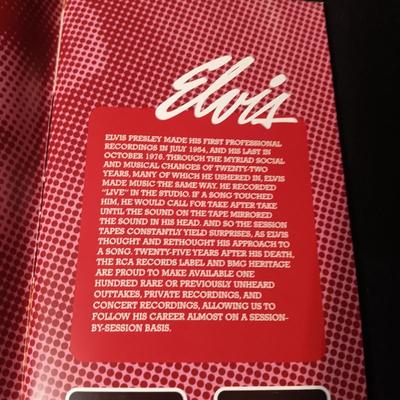 Elvis
ELVIS PRESLEY MADE HIS FIRST PROFESSIONAL
RECORDINGS IN JULY 1954, AND HIS LAST IN
OCTOBER 1976. THROUGH THE MYRIAD SOCIAL
AND MUSICAL CHANGES OF TWENTY-TWO
YEARS, MANY OF WHICH HE USHERED IN, ELVIS
MADE MUSIC THE SAME WAY. HE RECORDED
"LIVE" IN THE STUDIO. IF A SONG TOUCHED
HIM, HE WOULD CALL FOR TAKE AFTER TAKE
UNTIL THE SOUND ON THE TAPE MIRRORED
THE SOUND IN HIS HEAD. AND SO THE SESSION
TAPES CONSTANTLY YIELD SURPRISES, AS ELVIS
THOUGHT AND RETHOUGHT HIS APPROACH TO
A SONG. TWENTY-FIVE YEARS AFTER HIS DEATH,
THE RCA RECORDS LABEL AND BMG HERITAGE
ARE PROUD TO MAKE AVAILABLE ONE
HUNDRED RARE OR PREVIOUSLY UNHEARD
OUTTAKES, PRIVATE RECORDINGS, AND
CONCERT RECORDINGS, ALLOWING US TO
FOLLOW HIS CAREER ALMOST ON A SESSION-
BY-SESSION BASIS.